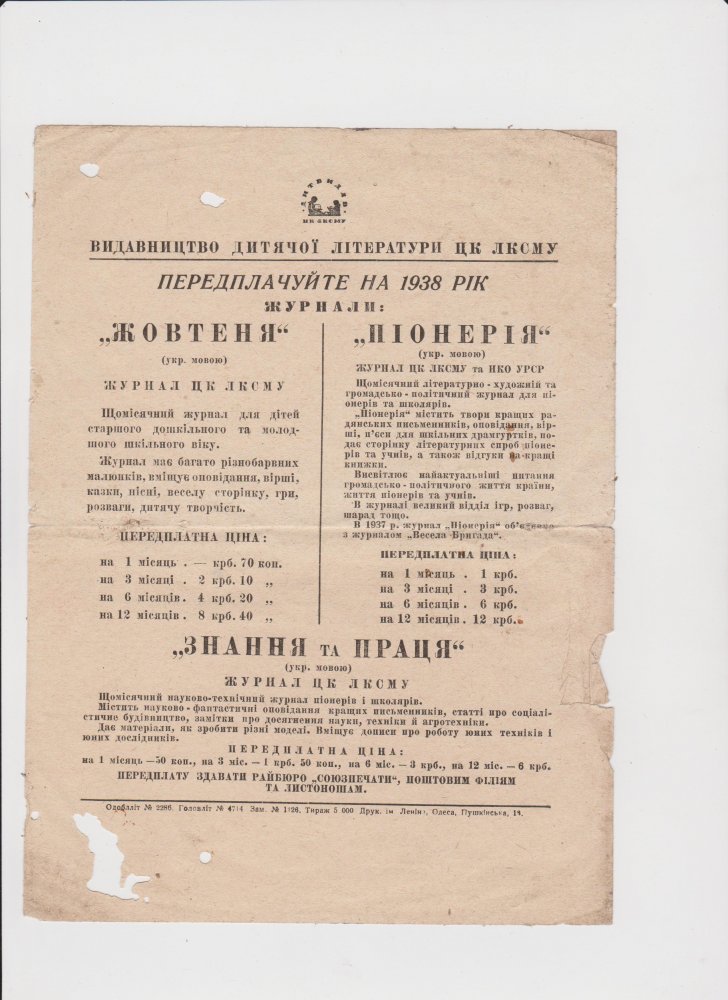 ДИТВИДАВ
ЦК ЛКСМУ
ВИДАВНИЦТВО ДИТЯЧОЇ ЛІТЕРАТУРИ ЦК ЛКСМУ
ПЕРЕДПЛАЧУЙТЕ НА 1938 РІК
ЖУРНАЛИ:
„ЖОВТЕНЯ“
(укр. мовою)
ЖУРНАЛ ЦК ЛКСМУ
Щомісячний журнал для дітей
старшого дошкільного та молод-
шого шкільного віку.
Журнал має багато різнобарвних
малюнків, вміщує оповідання, вірші,
казки, пісні, веселу сторінку, гри,
розваги, дитячу творчість.
ПЕРЕДПЛАТНА ЦІНА:
на 1 місяць . — крб. 70 коп.
на 3 місяці . 2 крб. 10 „
на 6 місяців. 4 крб. 20 „
на 12 місяців. 8 крб. 40 „
„ПІОНЕРІЯ“
(укр. мовою)
ЖУРНАЛ ЦК ЛКСМУ та НКО УРСР
Щомісячний літературно - художній та
громадсько - політичний журнал для пі-
онерів та школярів.
„Піонерія“ містить твори кращих ра-
дянських письменників, оповідання, вір-
ші, п'єси для шкільних драмгуртків, по-
дає сторінку літературних спроб піоне-
рів та учнів, а також відгуки на кращі
книжки.
Висвітлює найактуальніші питання
громадсько - політичного життя країни,
життя піонерів та учнів.
В журналі великий відділ ігр, розваг,
шарад тощо.
В 1937 р. журнал „Піонерія“ об'єднано
з журналом „Весела Бригада“.
ПЕРЕДПЛАТНА ЦІНА:
на 1 місяць . 1 крб.
на 3 місяці . 3 крб.
на 6 місяців . 6 крб.
на 12 місяців. 12 крб.
„ЗНАННЯ ТА ПРАЦЯ“
(укр. мовою)
ЖУРНАЛ ЦК ЛКСМУ
Щомісячний науково-технічний журнал піонерів і школярів.
Містить науково - фантастичні оповідання кращих письменників, статті про соціалі-
стичне будівництво, замітки про досягнення науки, техніки й агротехніки.
Дає матеріали, як зробити різні моделі. Вміщує дописи про роботу юних техніків і
юних дослідників.
ПЕРЕДПЛАТНА ЦІНА:
на 1 місяць —50 коп., на 3 міс. — 1 крб. 50 коп., на 6 міс. — 3 крб., на 12 міс. — 6 крб.
ПЕРЕДПЛАТУ ЗДАВАТИ РАЙБЮРО „СОЮЗПЕЧАТИ“, ПОШТОВИМ ФІЛІЯМ
ТА ЛИСТОНОШАМ.
Одобліт № 2286. Головліт № 4714 Зам. № 1126. Тираж 5 000 Друк. ім Леніна, Одеса, Пушкінська, 18.